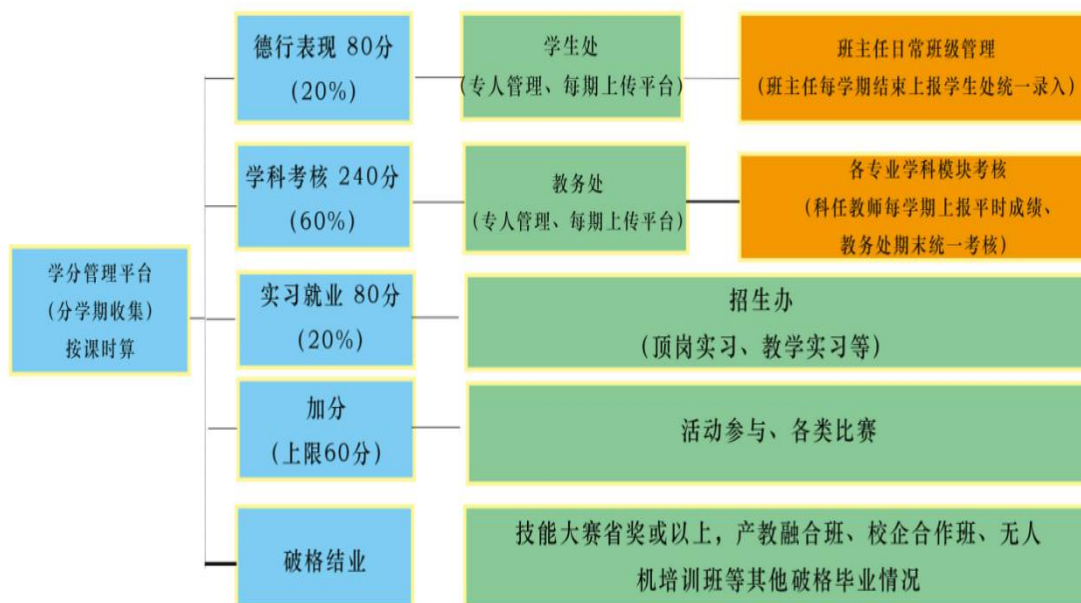 德行表现 80分
(20%)
学生处
(专人管理、每期上传平台)
班主任日常班级管理
(班主任每学期结束上报学生处统一录入)
学科考核 240分
(60%)
教务处
(专人管理、每期上传平台)
各专业学科模块考核
(科任教师每学期上报平时成绩、
教务处期末统一考核)
学分管理平台
(分学期收集)
按课时算
实习就业 80分
(20%)
招生办
(顶岗实习、教学实习等)
加分
(上限60分)
活动参与、各类比赛
破格结业
技能大赛省奖或以上，产教融合班、校企合作班、无人
机培训班等其他破格毕业情况